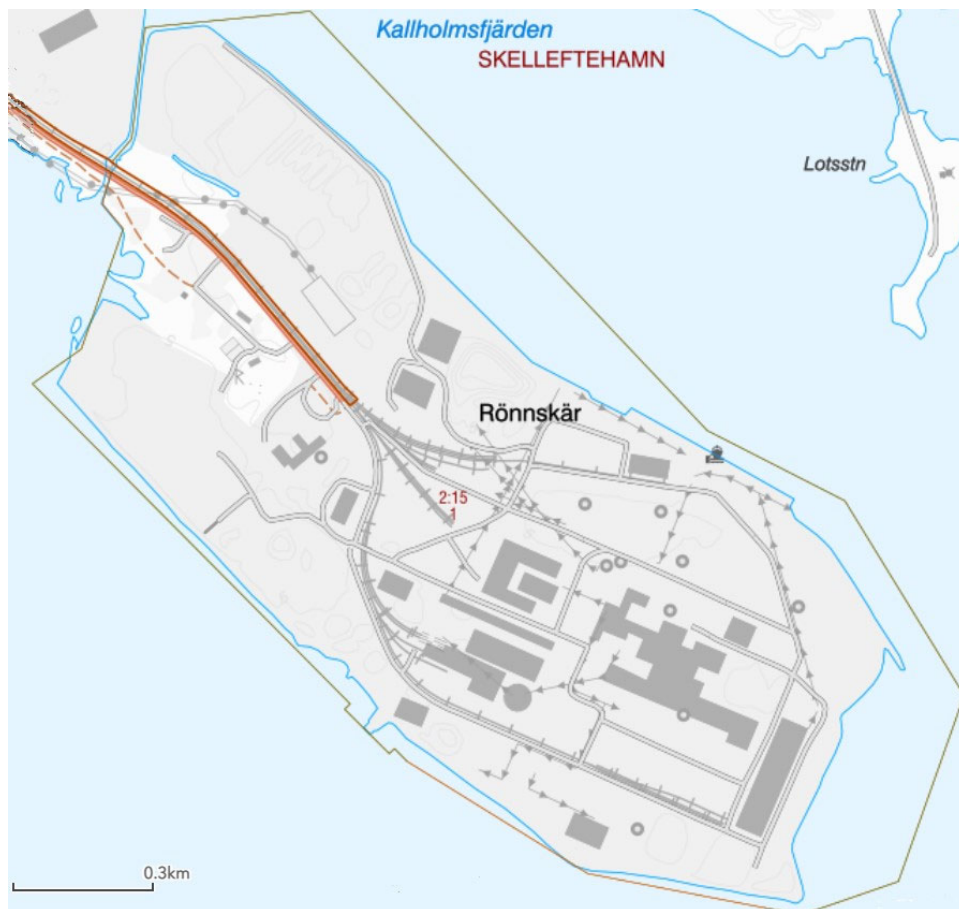 Kallholmsfjärden
SKELLEFTEHAMN
Lotsstn
Rönnskär
2:15
1
0.3km